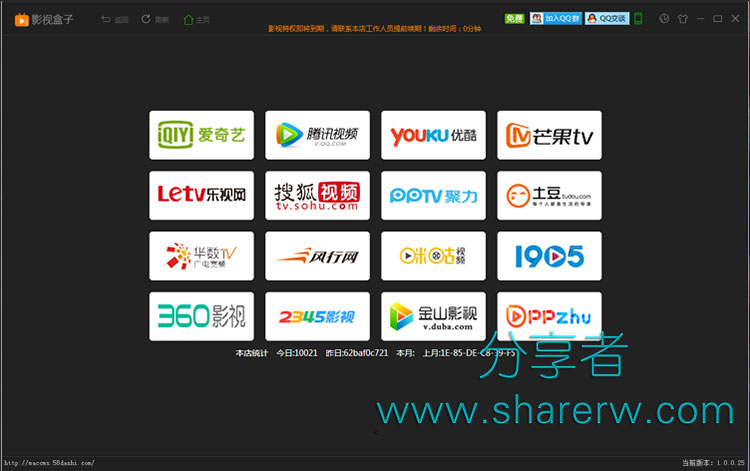 影视盒子 返回 刷新 主页 免费 加入QQ群 QQ交谈
影视特权即将到期，请联系本店工作人员提前续期！剩余时间：0分钟
iQIYI 爱奇艺 腾讯视频 YOUKU 优酷 芒果tv
V·QQ.COM
Letv乐视网 搜狐视频 PPTV 聚力 土豆 tudou.com
tv.sohu.com 每个人都是生活的导演
华数TV 风行网 咪咕视频 1905
广电宽频
360影视 2345影视 金山影视 PPzhu
v.duba.com
本店统计 今日:10021 昨日:62baf0c721 本月: 上月:1E-85-DE-C8-39-F5
分享者
www.sharerw.com
http://maccms.58dashi.com/ 当前版本: 1.0.0.25